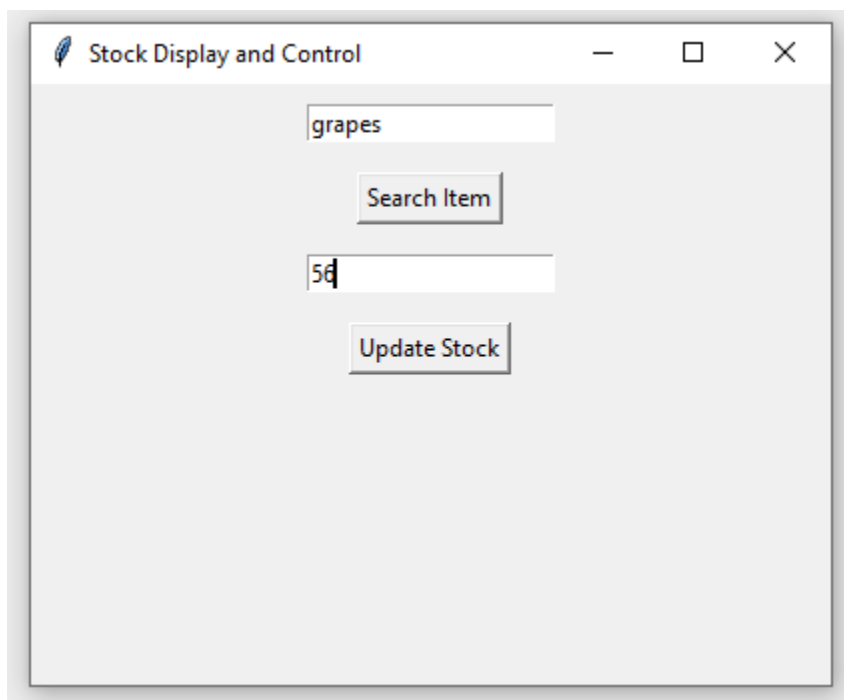 Stock Display and Control
grapes
Search Item
56
Update Stock